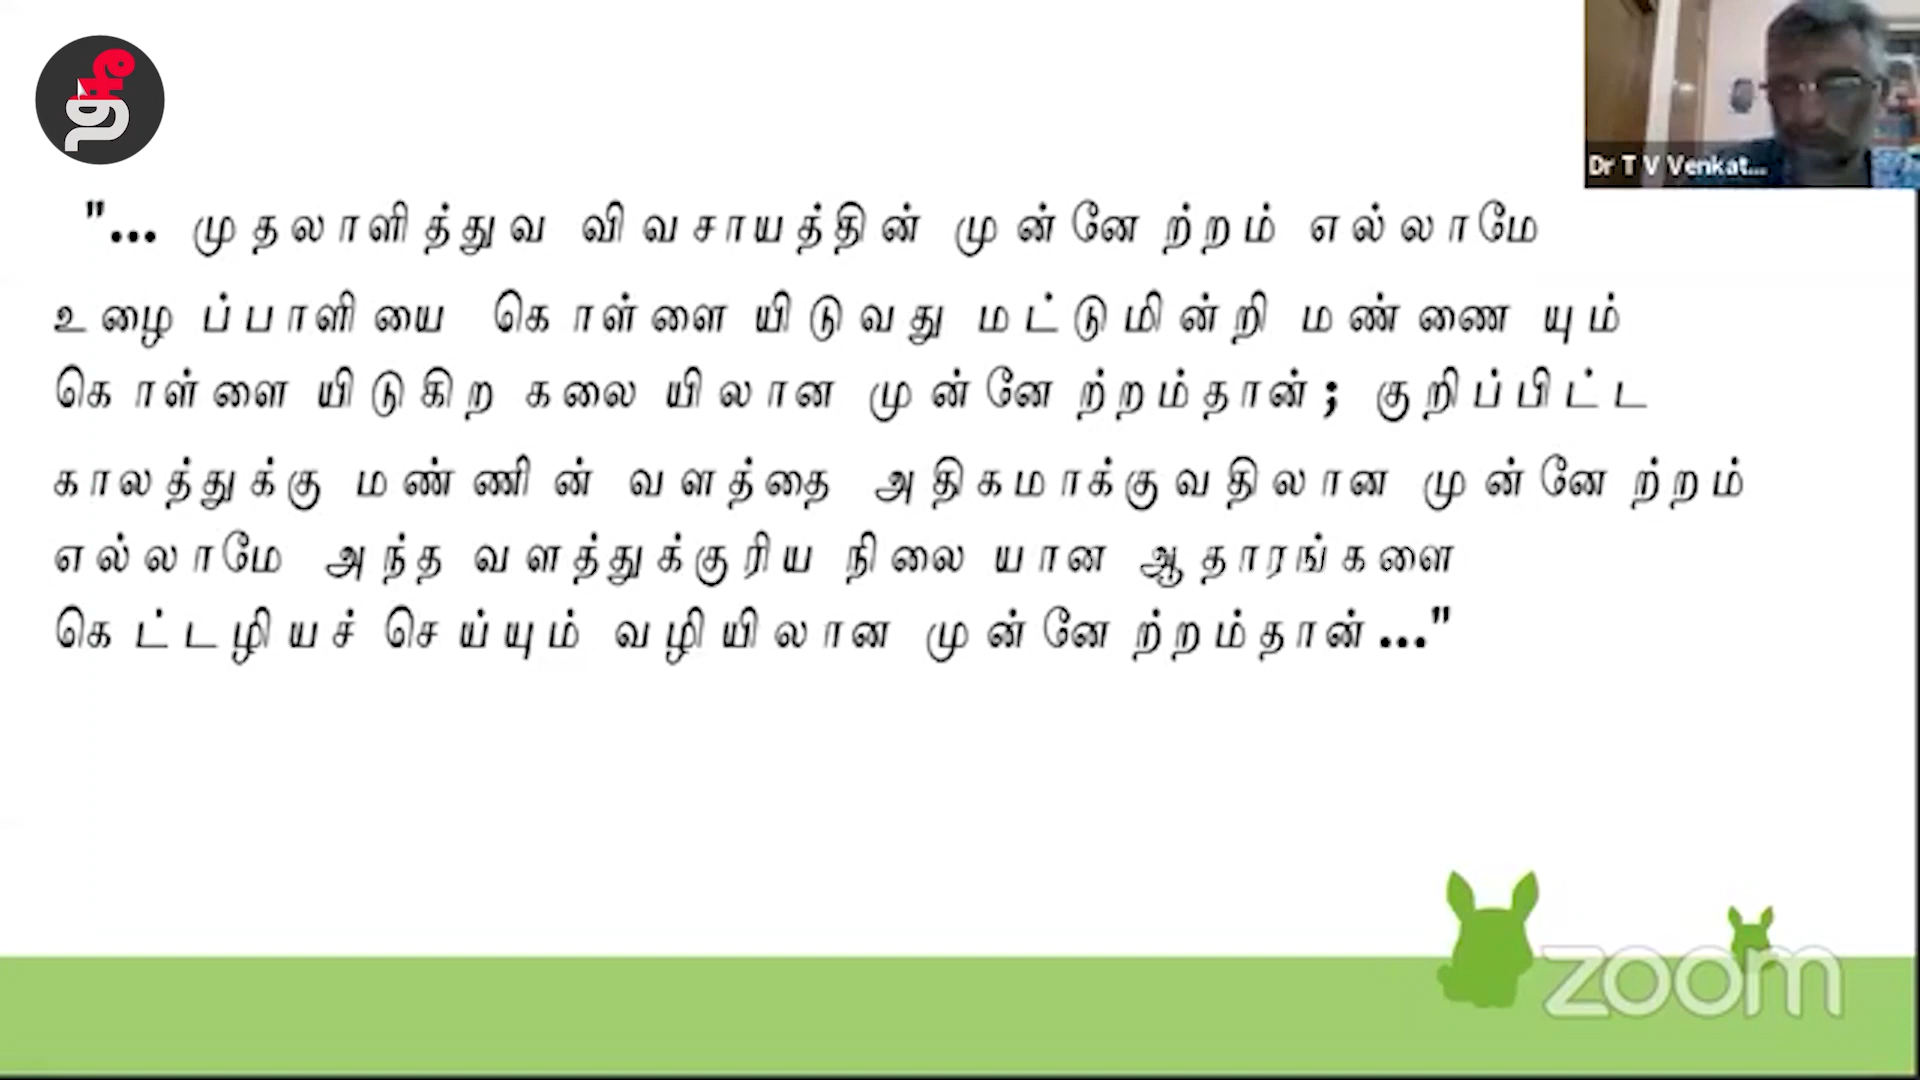 Dr T V Venkat...
"... முதலாளித்துவ விவசாயத்தின் முன்னேற்றம் எல்லாமே
உழைப்பாளியை கொள்ளையிடுவது மட்டுமின்றி மண்ணையும்
கொள்ளையிடுகிற கலையிலான முன்னேற்றம்தான்; குறிப்பிட்ட
காலத்துக்கு மண்ணின் வளத்தை அதிகமாக்குவதிலான முன்னேற்றம்
எல்லாமே அந்த வளத்துக்குரிய நிலையான ஆதாரங்களை
கெட்டழியச் செய்யும் வழியிலான முன்னேற்றம்தான்..."
zoom